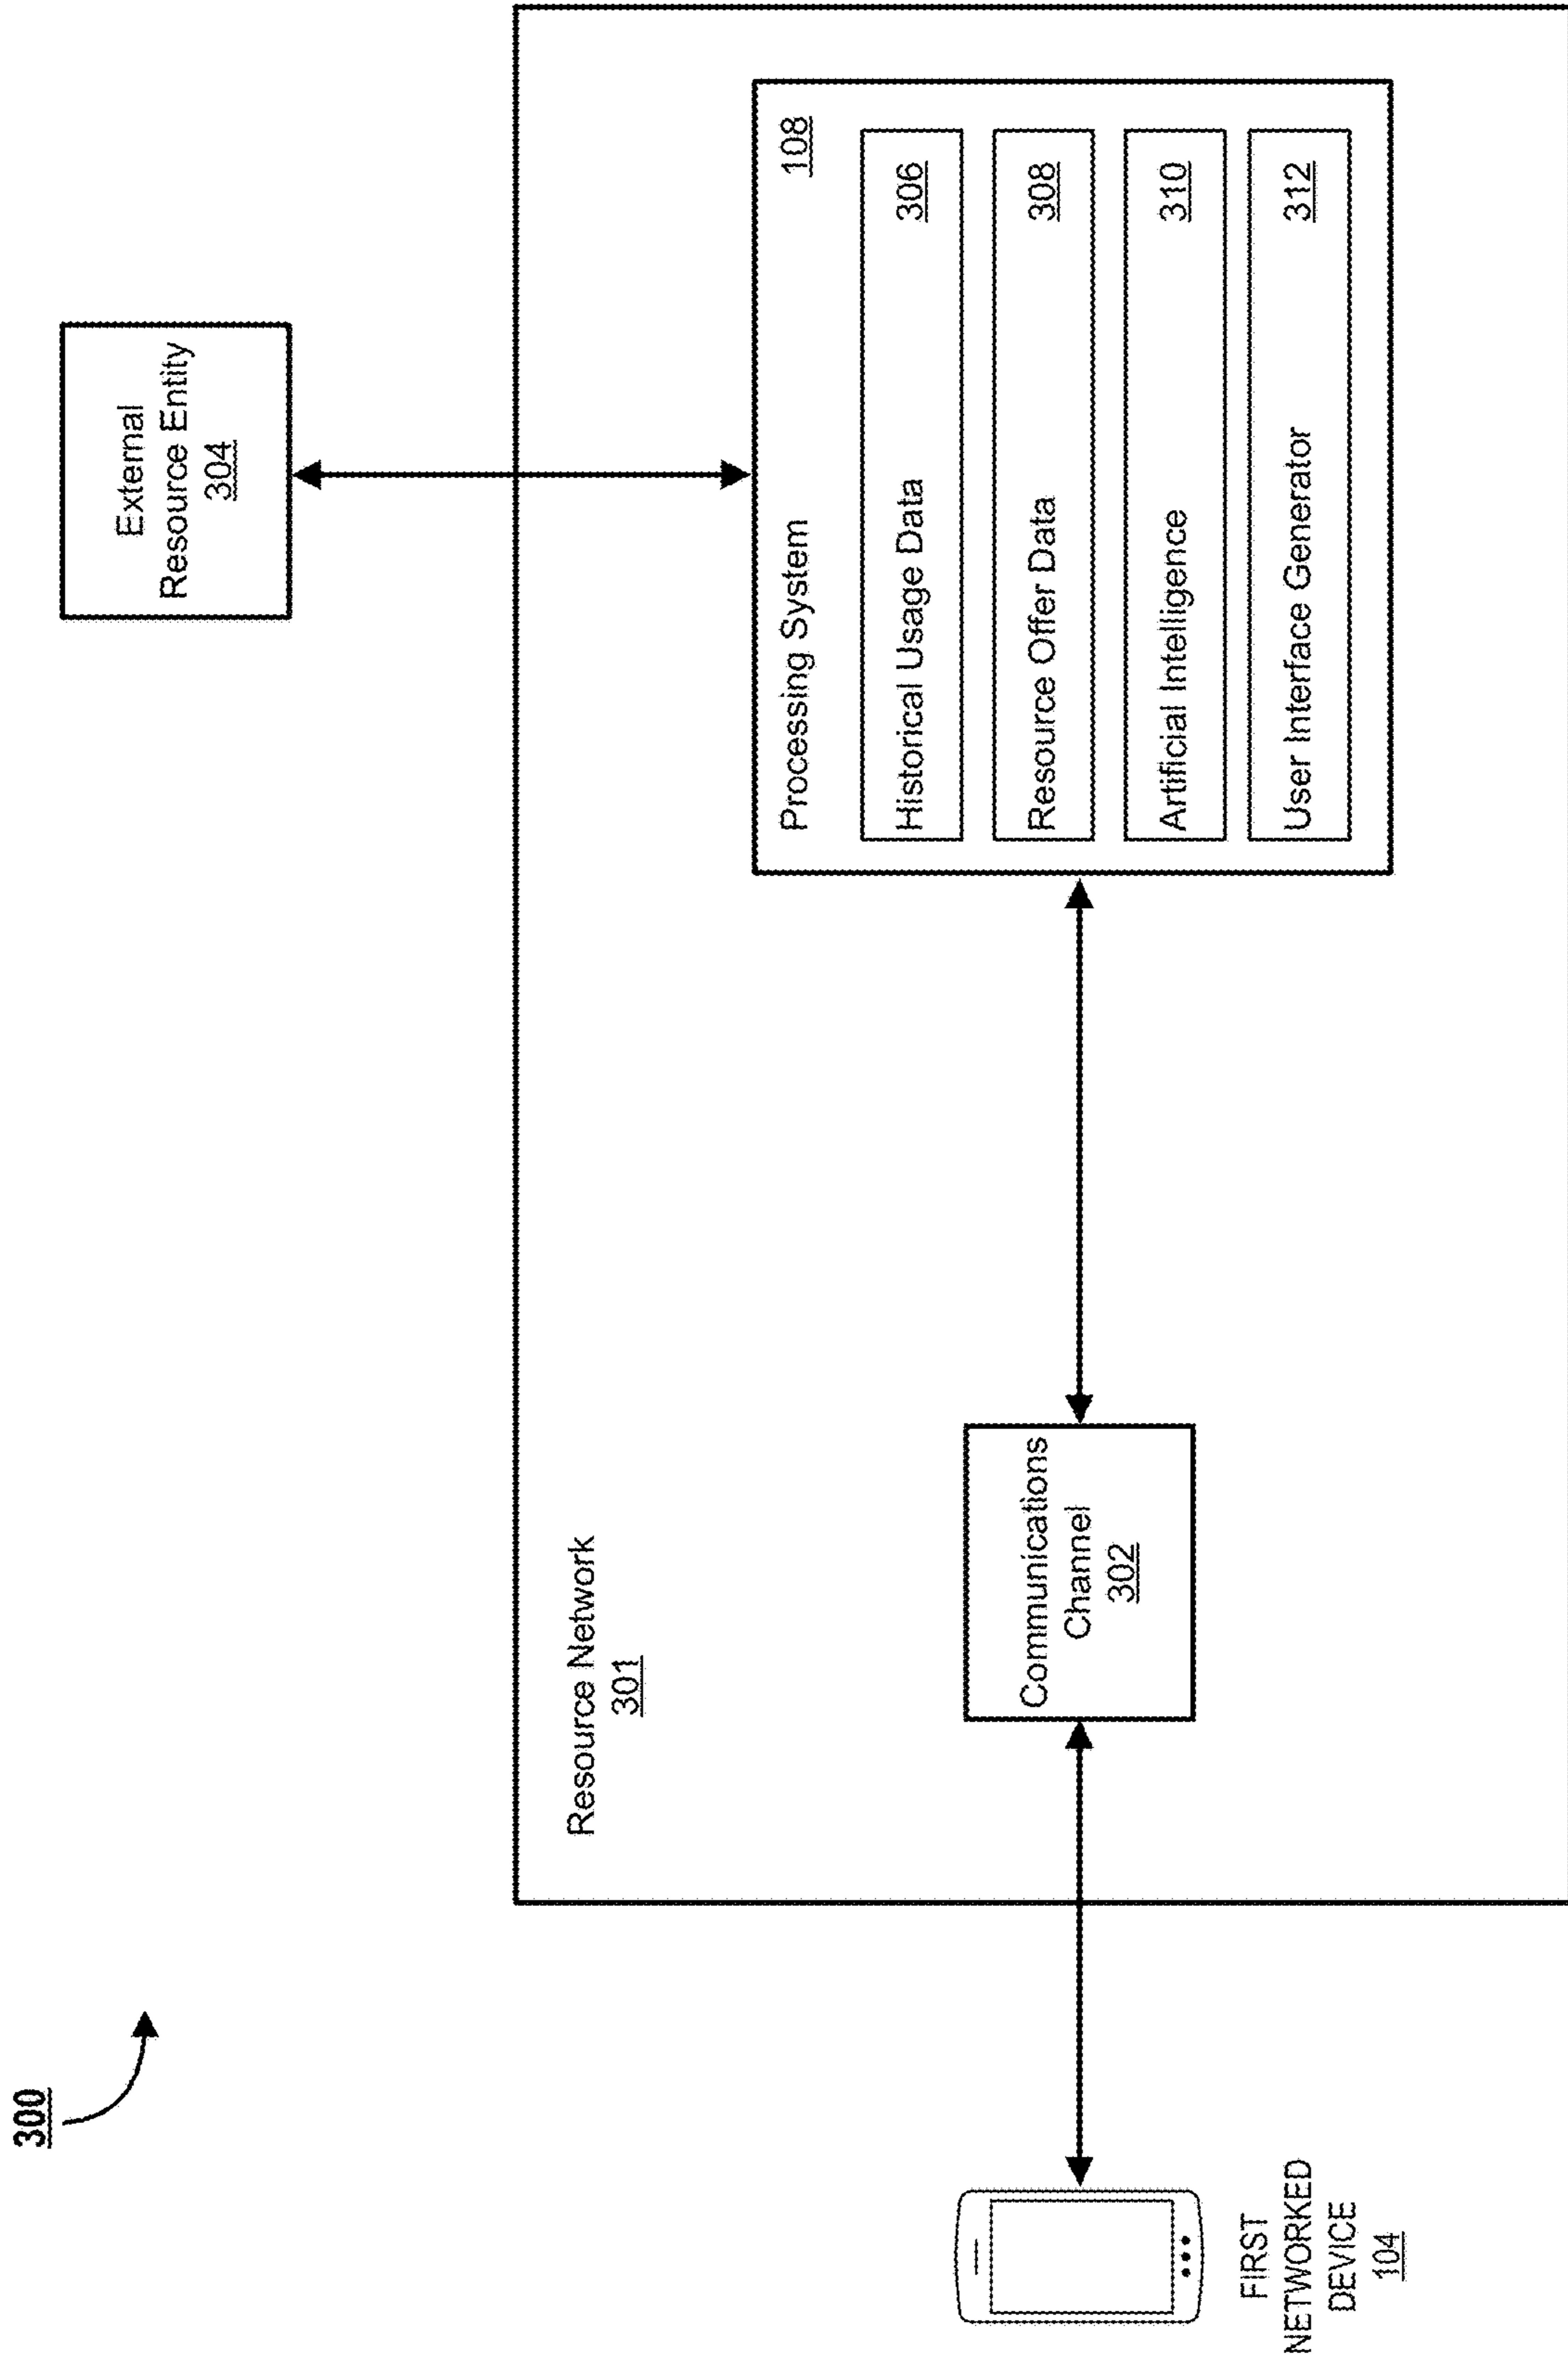 300
External
Resource Entity
304
Resource Network
301
Processing System 108
Historical Usage Data 306
Resource Offer Data 308
Artificial Intelligence 310
User Interface Generator 312
Communications
Channel
302
FIRST
NETWORKED
DEVICE
104